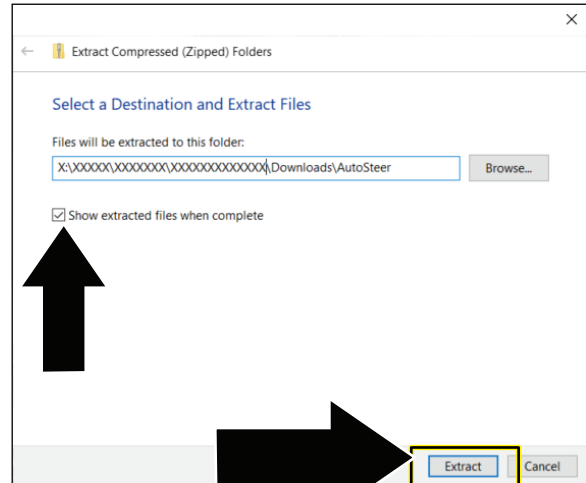 Extract Compressed (Zipped) Folders
Select a Destination and Extract Files
Files will be extracted to this folder:
X:\XXXXX\XXXXXXX\XXXXXXXXXXXXX\Downloads\AutoSteer
Browse...
Show extracted files when complete
Extract
Cancel